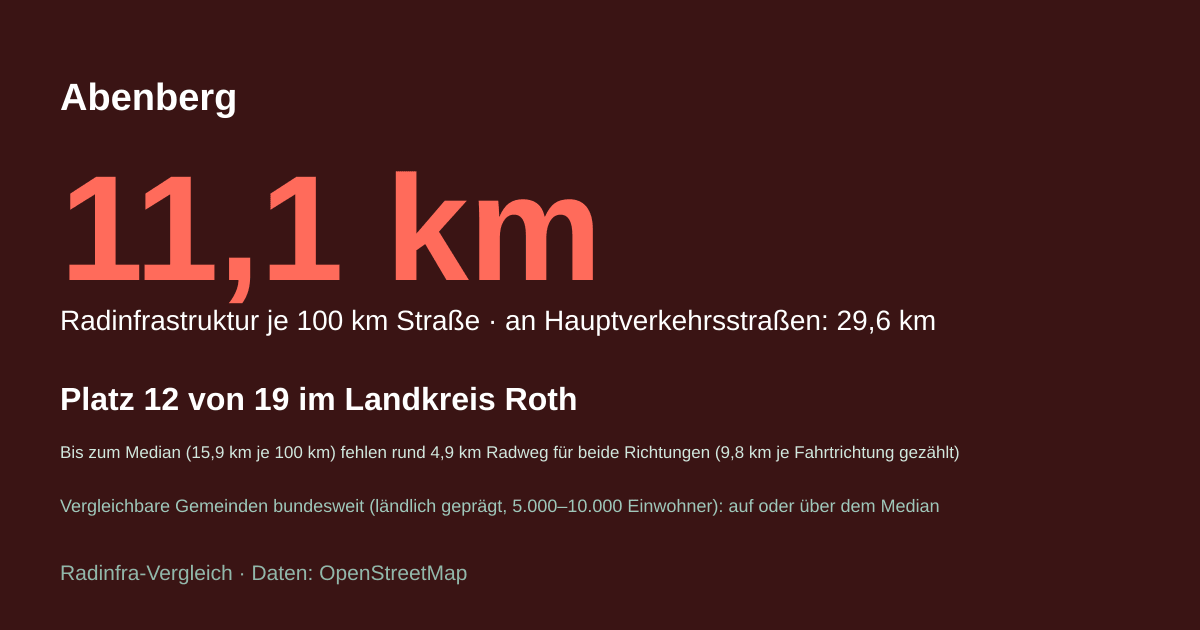 Abenberg
11,1 km
Radinfrastruktur je 100 km Straße · an Hauptverkehrsstraßen: 29,6 km
Platz 12 von 19 im Landkreis Roth
Bis zum Median (15,9 km je 100 km) fehlen rund 4,9 km Radweg für beide Richtungen (9,8 km je Fahrtrichtung gezählt)
Vergleichbare Gemeinden bundesweit (ländlich geprägt, 5.000–10.000 Einwohner): auf oder über dem Median
Radinfra-Vergleich · Daten: OpenStreetMap